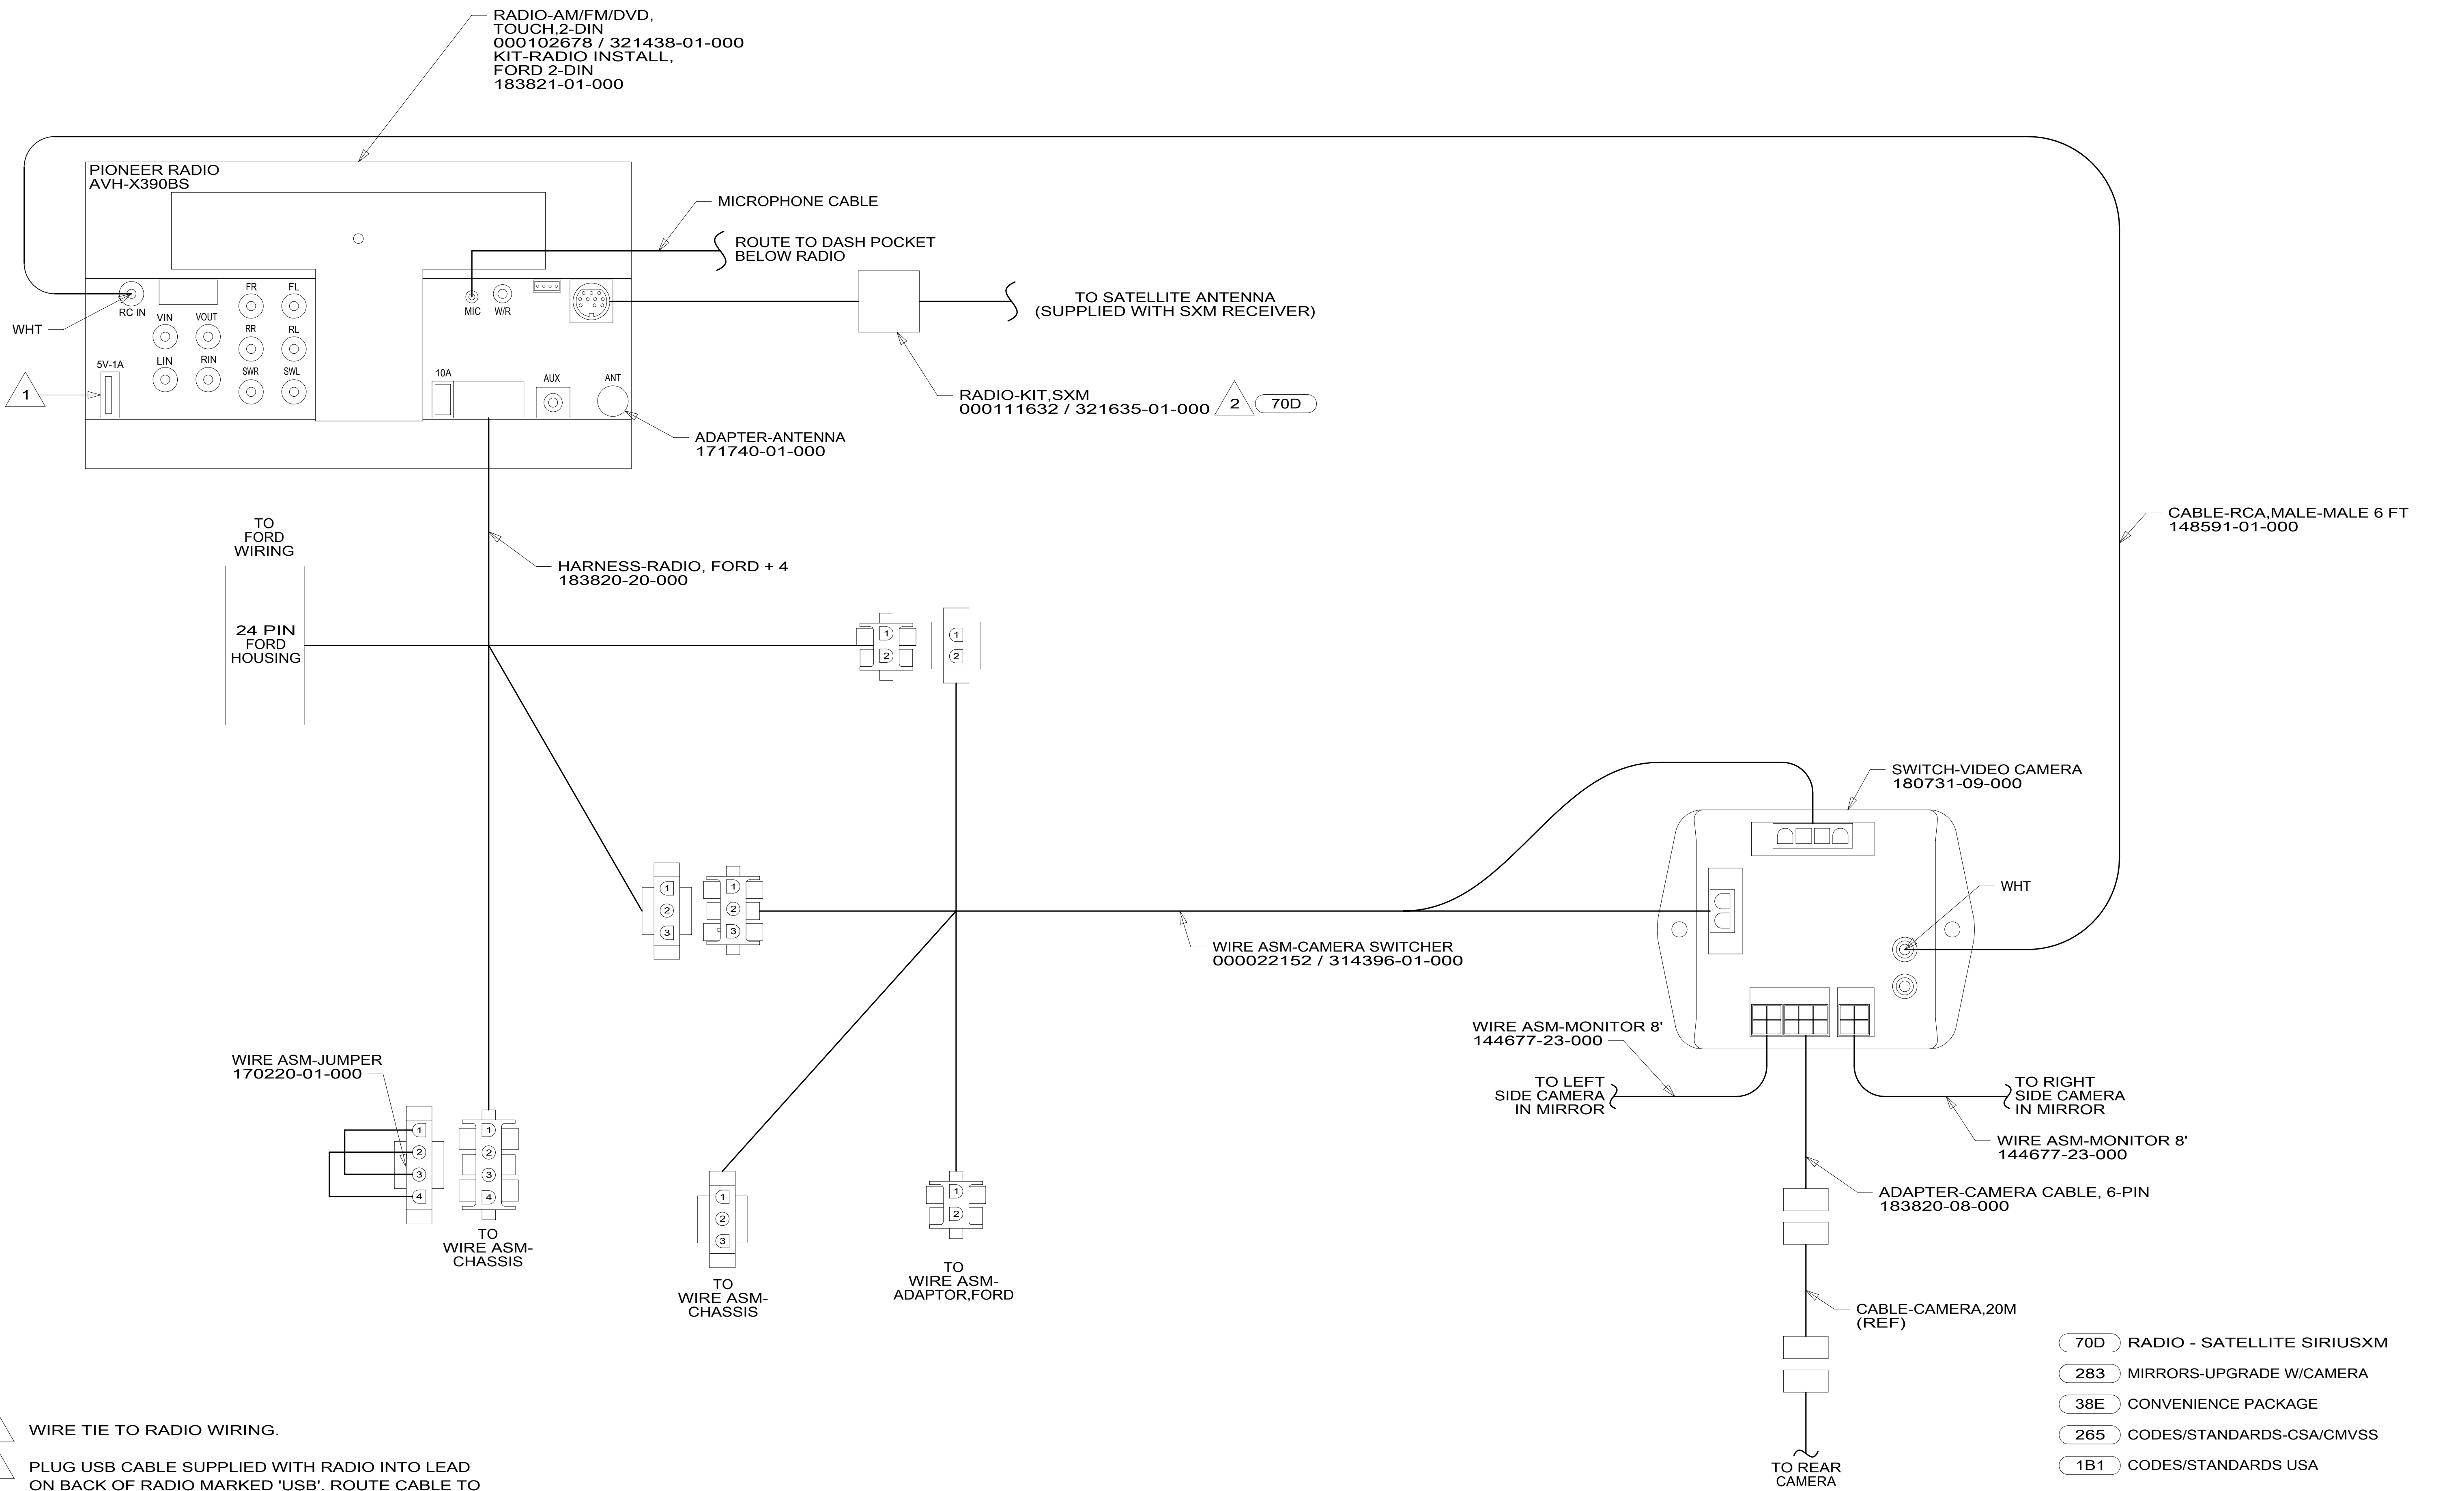 RADIO-AM/FM/DVD,
TOUCH,2-DIN
000102678 / 321438-01-000
KIT-RADIO INSTALL,
FORD 2-DIN
183821-01-000
PIONEER RADIO
AVH-X390BS
MICROPHONE CABLE
ROUTE TO DASH POCKET
BELOW RADIO
TO SATELLITE ANTENNA
(SUPPLIED WITH SXM RECEIVER)
RC IN
WHT
VIN
VOUT
FR
FL
RR
RL
LIN
RIN
SWR
SWL
5V-1A
1
MIC
W/R
10A
AUX
ANT
RADIO-KIT,SXM
000111632 / 321635-01-000
2
70D
ADAPTER-ANTENNA
171740-01-000
CABLE-RCA,MALE-MALE 6 FT
148591-01-000
TO
FORD
WIRING
24 PIN
FORD
HOUSING
HARNESS-RADIO, FORD + 4
183820-20-000
1
2
1
2
SWITCH-VIDEO CAMERA
180731-09-000
WHT
1
2
3
1
2
3
WIRE ASM-CAMERA SWITCHER
000022152 / 314396-01-000
WIRE ASM-MONITOR 8'
144677-23-000
TO LEFT
SIDE CAMERA
IN MIRROR
TO RIGHT
SIDE CAMERA
IN MIRROR
WIRE ASM-MONITOR 8'
144677-23-000
WIRE ASM-JUMPER
170220-01-000
1
2
3
4
1
2
3
4
TO
WIRE ASM-
CHASSIS
1
2
3
TO
WIRE ASM-
CHASSIS
1
2
TO
WIRE ASM-
ADAPTOR,FORD
ADAPTER-CAMERA CABLE, 6-PIN
183820-08-000
CABLE-CAMERA,20M
(REF)
TO REAR
CAMERA
70D RADIO - SATELLITE SIRIUSXM
283 MIRRORS-UPGRADE W/CAMERA
38E CONVENIENCE PACKAGE
265 CODES/STANDARDS-CSA/CMVSS
1B1 CODES/STANDARDS USA
WIRE TIE TO RADIO WIRING.
PLUG USB CABLE SUPPLIED WITH RADIO INTO LEAD
ON BACK OF RADIO MARKED 'USB'. ROUTE CABLE TO